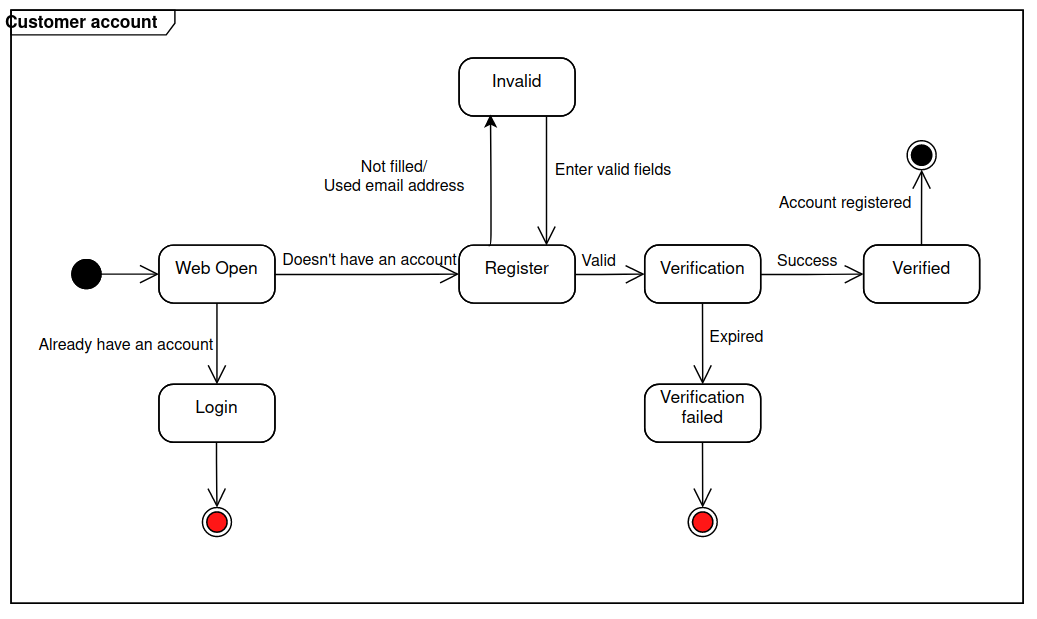 Customer account
Invalid
Not filled/
Used email address
Enter valid fields
Account registered
Web Open
Doesn't have an account
Register
Valid
Verification
Success
Verified
Already have an account
Expired
Login
Verification
failed